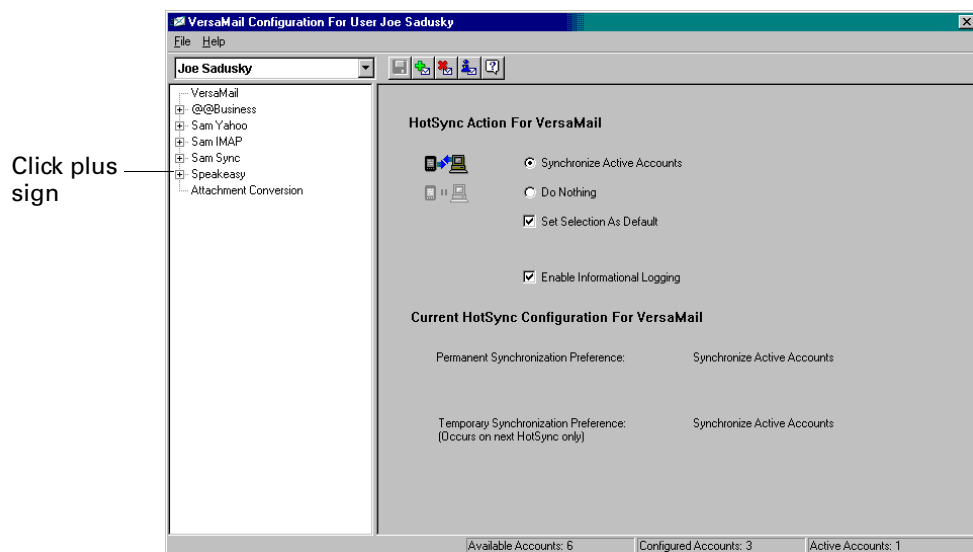 VersaMail Configuration For User Joe Sadusky
File Help
Joe Sadusky
VersaMail
@@Business
Sam Yahoo
Sam IMAP
Sam Sync
Speakeasy
Attachment Conversion
Click plus
sign
HotSync Action For VersaMail
Synchronize Active Accounts
Do Nothing
Set Selection As Default
Enable Informational Logging
Current HotSync Configuration For VersaMail
Permanent Synchronization Preference: Synchronize Active Accounts
Temporary Synchronization Preference: Synchronize Active Accounts
(Occurs on next HotSync only)
Available Accounts: 6 Configured Accounts: 3 Active Accounts: 1